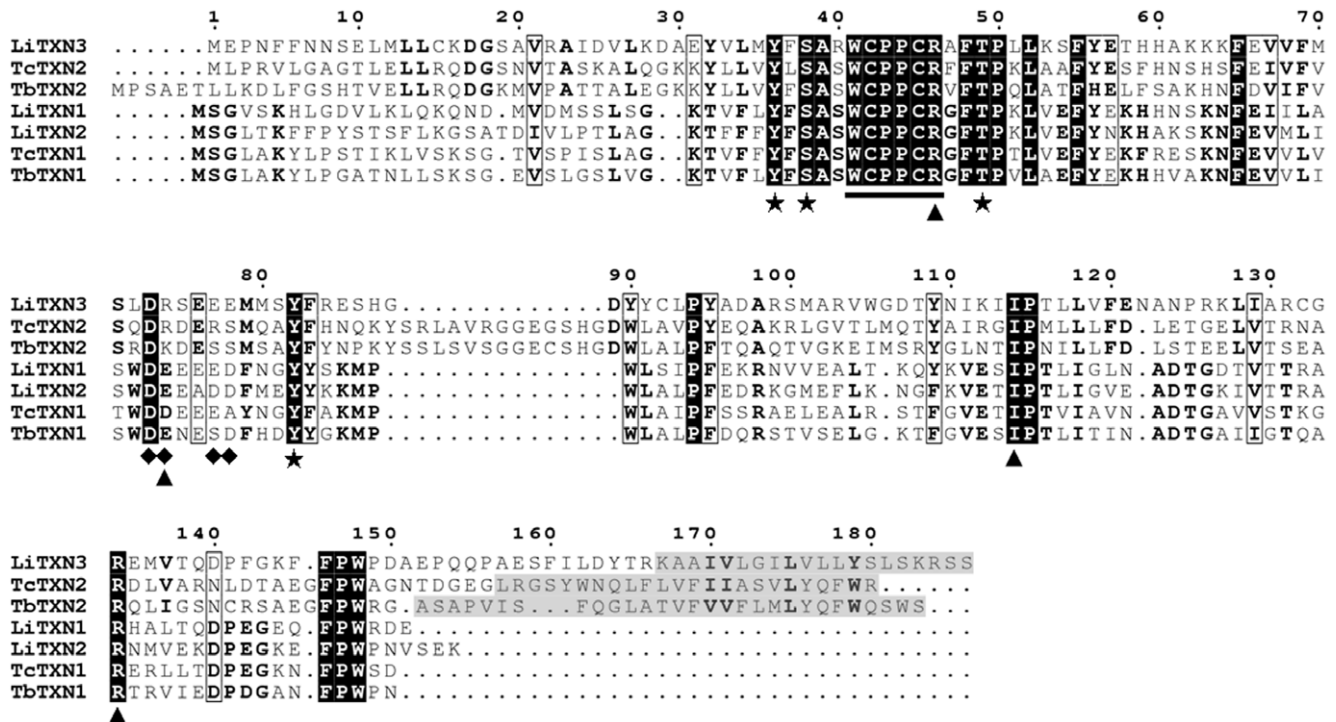 1 10 20 30 40 50 60 70
LiTXN3 ......MEPNFFNNSELMLLCKDGSAVRAIDVLKDAEYVLMYFSARWCPPCRAFTPLLKSFYETHHAKKKFEVVFM
TcTXN2 ......MLPRVLGAGTLELLRQDGSNVTASKALQGKKYLLVYLSASWCPPCRFFTPKLAAFYESFHNSHSFEIVFV
TbTXN2 MPSAETLLKDLFGSHTVELLRQDGKMVPATTALEGKKYLLVYFSASWCPPCRVFTPQLATFHELFSAKHNFDVIFV
LiTXN1 .....MSGVSKHLGDVLKLQKQND.MVDMSSLSG..KTVFLYFSASWCPPCRGFTPKLVEFYEKHHNSKNFEIILA
LiTXN2 .....MSGLTKFFPYSTSFLKGSATDIVLPTLAG..KTFFFYFSASWCPPCRGFTPKLVEFYNKHAKSKNFEVMLI
TcTXN1 .....MSGLAKYLPSTIKLVSKSG.TVSPISLAG..KTVFFYFSASWCPPCRGFTPTLVEFYEKFRESKNFEVVLV
TbTXN1 .....MSGLAKYLPGATNLLSKSG.EVSLGSLVG..KTVFLYFSASWCPPCRGFTPVLAEFYEKHHVAKNFEVVLI
80 90 100 110 120 130
LiTXN3 SLDRSEEEMMSYFRESHG.............DYYCLPYADARSMARVWGDTYNIKIIPTLLVFENANPRKLIARCG
TcTXN2 SQDRDERSMQAYFHNQKYSRLAVRGGEGSHGDWLAVPYEQAKRLGVTLMQTYAIRGIPMLLLFD.LETGELVTRNA
TbTXN2 SRDKDESSMSAYFYNPKYSSLSVSGGECSHGDWLALPFTQAQTVGKEIMSRYGLNTIPNILLFD.LSTEELVTSEA
LiTXN1 SWDEEEEDFNGYYSKMP...............WLSIPFEKRNVVEALT.KQYKVESIPTLIGLN.ADTGDTVTTRA
LiTXN2 SWDEEADDFMEYYAKMP...............WLALPFEDRKGMEFLT.TGFDVKSIPTLIGVE.ADTGNIVTTRA
TcTXN1 TWDDEEEAYNGYFAKMP...............WLAIPFSSRAELEALR.STFGVETIPTVIAVN.ADTGAVVSTKG
TbTXN1 SWDENESDFHDYYGKMP...............WLALPFDQRSTVSELG.KTFGVESIPTLITIN.ADTGAIIGTQA
140 150 160 170 180
LiTXN3 REMVTQDPFGKF.FPWPDAEPQQPAESFILDYTRKAAIVLGILVLLYSLSKRSS
TcTXN2 RDLVARNLDTAEGFPWAGNTDGEGLRGSYWNQLFLVFIIASVLYQFWR......
TbTXN2 RQLIGSNCRSAEGFPWRG.ASAPVIS...FQGLATVFVVFLMLYQFWQSWS...
LiTXN1 RHALTQDPEGEQ.FPWRDE...................................
LiTXN2 RNMVEKDPEGKE.FPWPNVSEK................................
TcTXN1 RERLLTDPEGKN.FPWSD....................................
TbTXN1 RTRVIEDPDGAN.FPWPN....................................